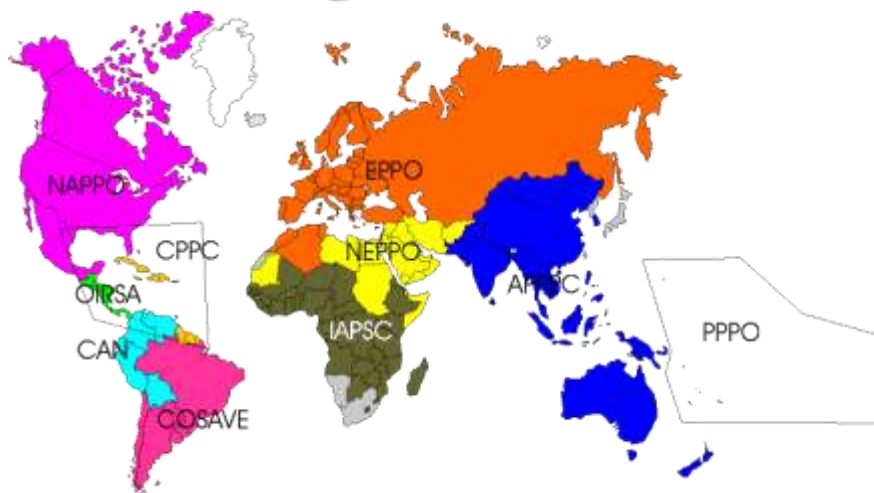 NAPPO
EPPO
CPPC
NEPPO
OIRSA
APPPC
IAPSC
PPPO
CAN
COSAVE